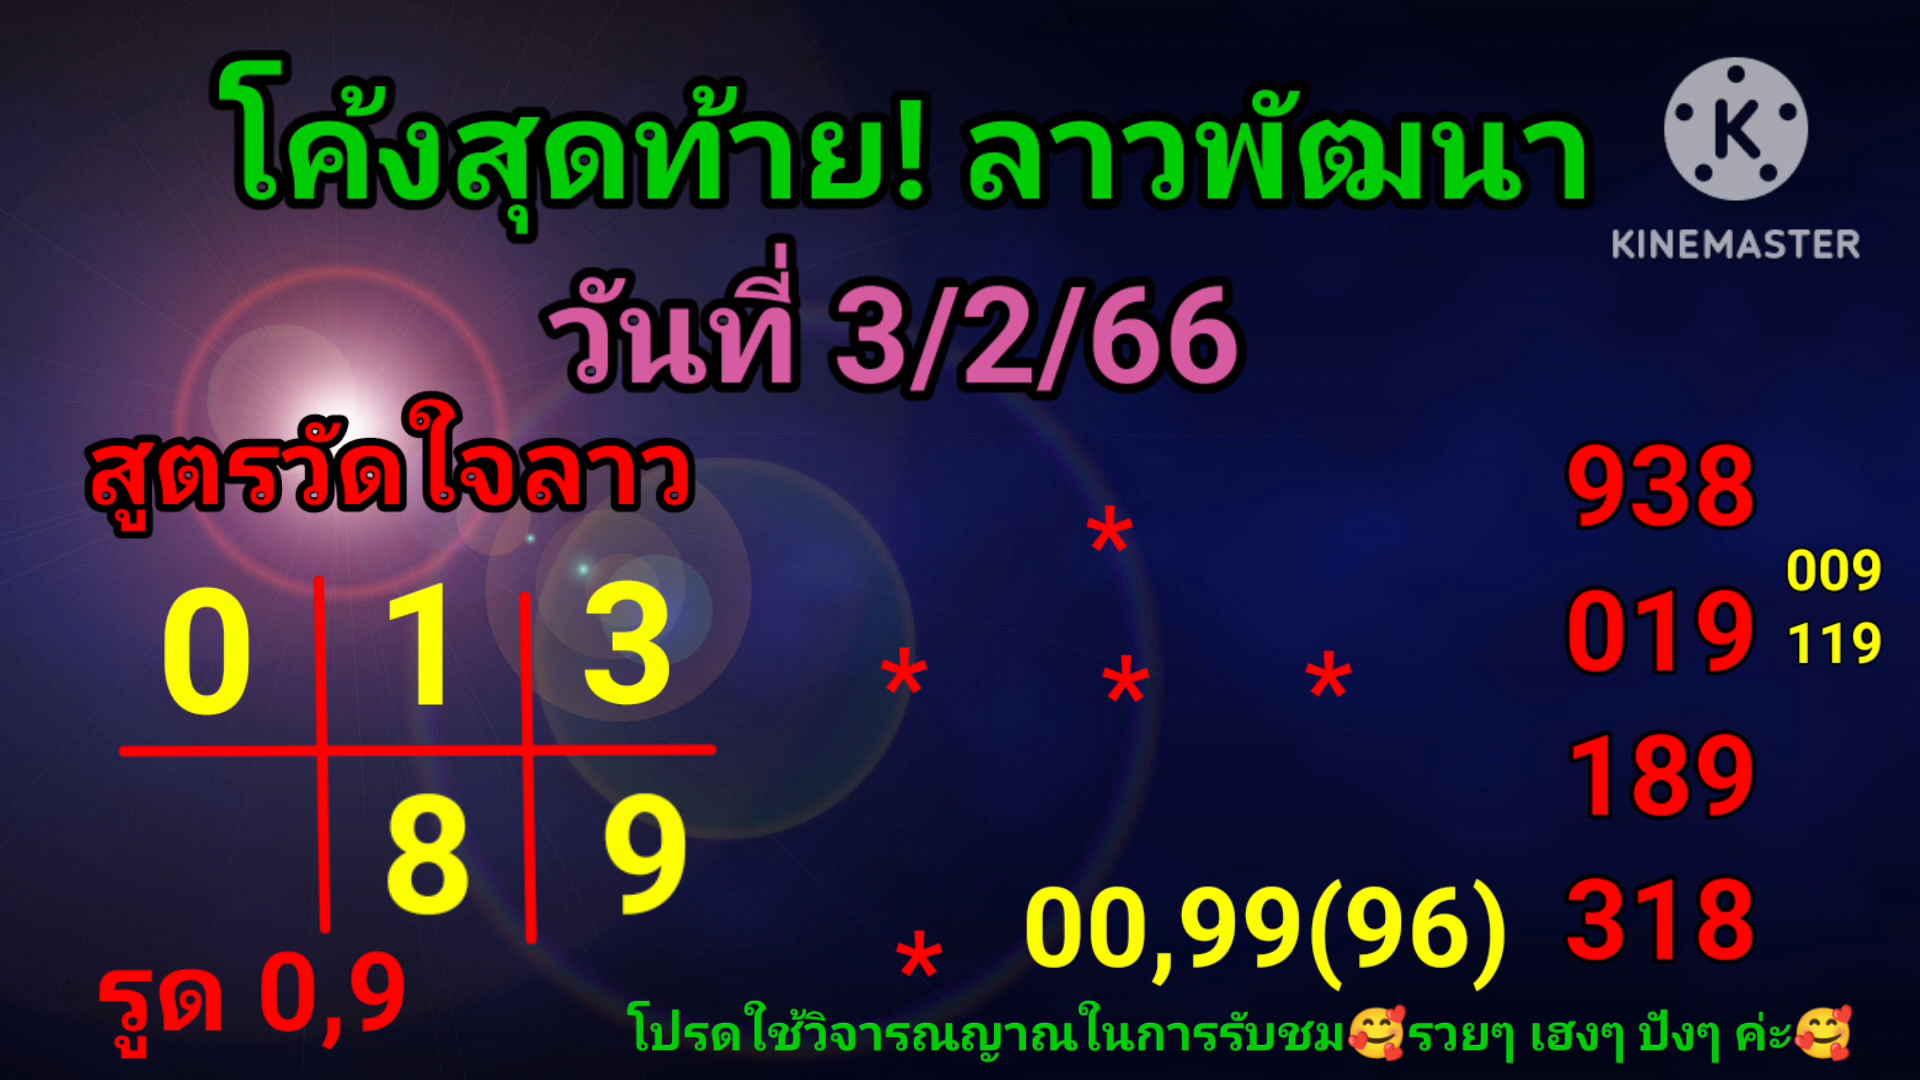 โค้งสุดท้าย! ลาวพัฒนา
KINEMASTER
วันที่ 3/2/66
สูตรวัดใจลาว
0 1 3
8 9
รูด 0,9
*
* * *
*
938
009
019
119
189
318
00,99(96)
โปรดใช้วิจารณญาณในการรับชม🥰รวยๆ เฮงๆ ปังๆ ค่ะ🥰